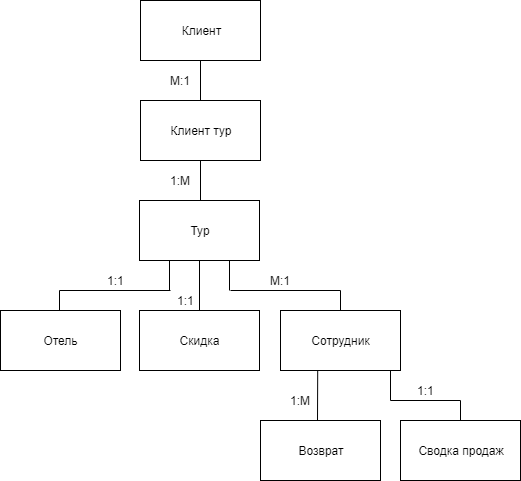 Клиент
М:1
Клиент тур
1:М
Тур
1:1
1:1
М:1
Отель
Скидка
Сотрудник
1:М
1:1
Возврат
Сводка продаж